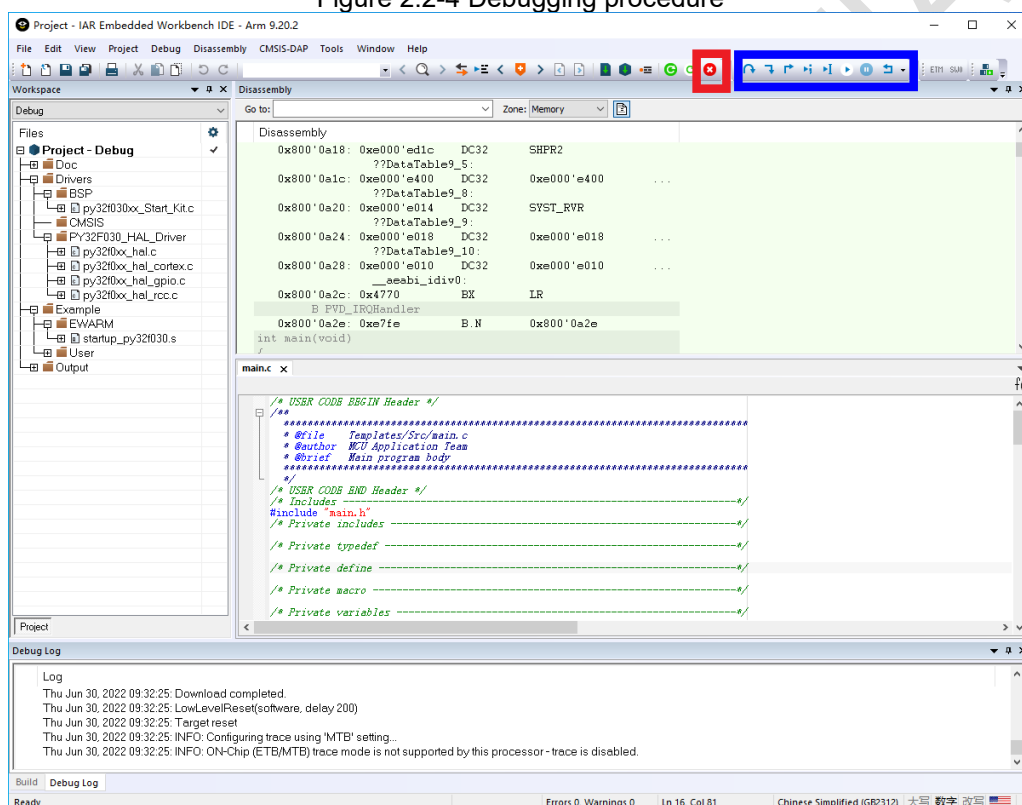 Figure 2.2-4 Debugging procedure
Project - IAR Embedded Workbench IDE - Arm 9.20.2
File Edit View Project Debug Disassembly CMSIS-DAP Tools Window Help
ETM SWO
Workspace
Debug
Files
Project - Debug
Doc
Drivers
BSP
py32f030xx_Start_Kit.c
CMSIS
PY32F030_HAL_Driver
py32f0xx_hal.c
py32f0xx_hal_cortex.c
py32f0xx_hal_gpio.c
py32f0xx_hal_rcc.c
Example
EWARM
startup_py32f030.s
User
Output
Project
Disassembly
Go to: Zone: Memory
Disassembly
0x800'0a18: 0xe000'ed1c DC32 SHPR2
??DataTable9_5:
0x800'0a1c: 0xe000'e400 DC32 0xe000'e400 ...
??DataTable9_8:
0x800'0a20: 0xe000'e014 DC32 SYST_RVR
??DataTable9_9:
0x800'0a24: 0xe000'e018 DC32 0xe000'e018 ...
??DataTable9_10:
0x800'0a28: 0xe000'e010 DC32 0xe000'e010 ...
__aeabi_idiv0:
0x800'0a2c: 0x4770 BX LR
B PVD_IRQHandler
0x800'0a2e: 0xe7fe B.N 0x800'0a2e
int main(void)
{
main.c
/* USER CODE BEGIN Header */
/**
******************************************************************************
* @file Templates/Src/main.c
* @author MCU Application Team
* @brief Main program body
******************************************************************************
*/
/* USER CODE END Header */
/* Includes ------------------------------------------------------------------*/
#include "main.h"
/* Private includes ----------------------------------------------------------*/
/* Private typedef -----------------------------------------------------------*/
/* Private define ------------------------------------------------------------*/
/* Private macro -------------------------------------------------------------*/
/* Private variables ---------------------------------------------------------*/
Debug Log
Log
Thu Jun 30, 2022 09:32:25: Download completed.
Thu Jun 30, 2022 09:32:25: LowLevelReset(software, delay 200)
Thu Jun 30, 2022 09:32:25: Target reset
Thu Jun 30, 2022 09:32:25: INFO: Configuring trace using 'MTB' setting...
Thu Jun 30, 2022 09:32:25: INFO: ON-Chip (ETB/MTB) trace mode is not supported by this processor - trace is disabled.
Build Debug Log
Ready Errors 0, Warnings 0 Ln 16, Col 81 Chinese Simplified (GB2312) 大写 数字 改写